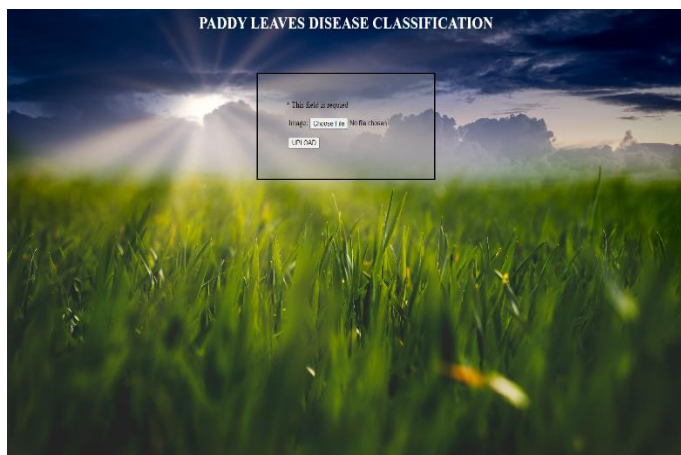 PADDY LEAVES DISEASE CLASSIFICATION
* This field is required
Image: Choose File No file chosen
UPLOAD